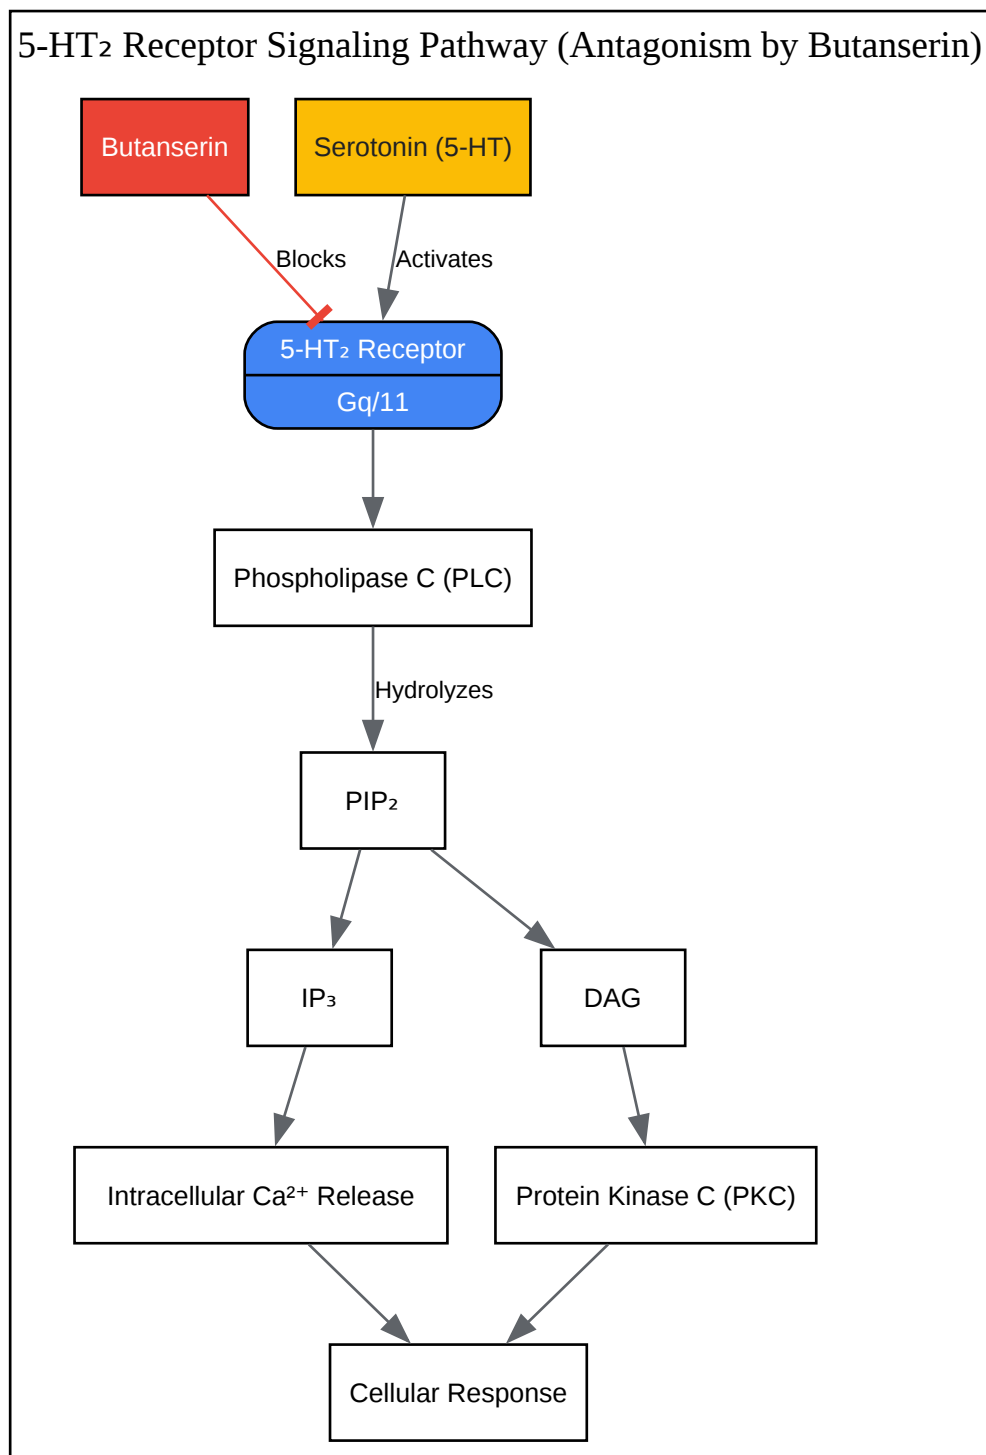 5-HT₂ Receptor Signaling Pathway (Antagonism by Butanserin)
Butanserin
Serotonin (5-HT)
Blocks
Activates
5-HT₂ Receptor
Gq/11
Phospholipase C (PLC)
Hydrolyzes
PIP₂
IP₃
DAG
Intracellular Ca²⁺ Release
Protein Kinase C (PKC)
Cellular Response